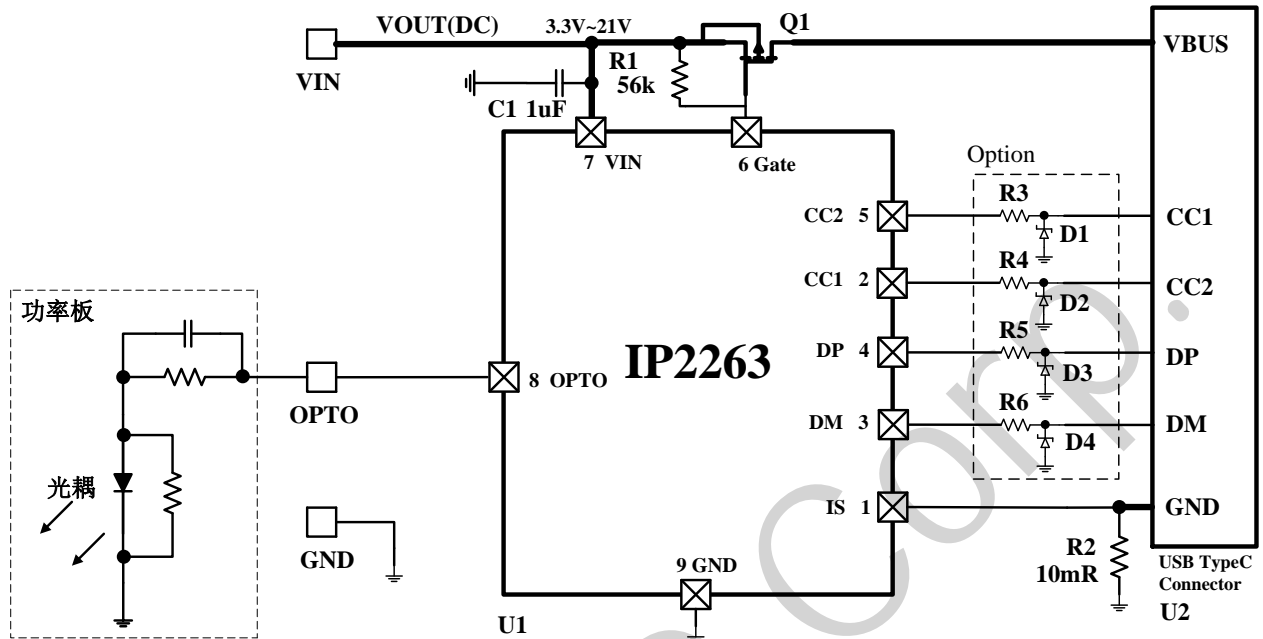 VOUT(DC)
3.3V~21V
Q1
VIN
R1
56k
C1 1uF
VBUS
7 VIN
6 Gate
Option
CC2 5
R3
D1
CC1
CC1 2
R4
D2
CC2
功率板
IP2263
DP 4
R5
D3
DP
8 OPTO
OPTO
DM 3
R6
D4
DM
光耦
IS 1
GND
GND
R2
10mR
9 GND
U1
USB TypeC
Connector
U2
Corp.